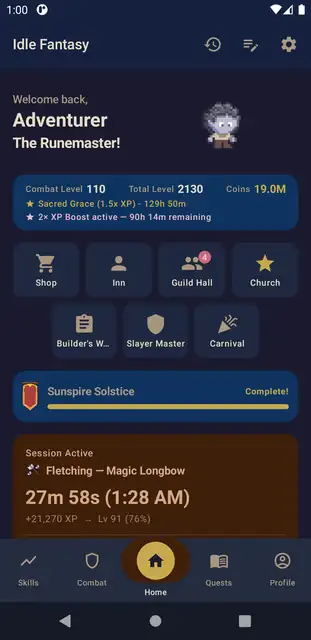 1:00
Idle Fantasy
Welcome back,
Adventurer
The Runemaster!
Combat Level 110 Total Level 2130 Coins 19.0M
Sacred Grace (1.5x XP) - 129h 50m
2× XP Boost active — 90h 14m remaining
Shop Inn Guild Hall 4 Church
Builder's W... Slayer Master Carnival
Sunspire Solstice Complete!
Session Active
Fletching — Magic Longbow
27m 58s (1:28 AM)
+21,270 XP → Lv 91 (76%)
Skills Combat Home Quests Profile